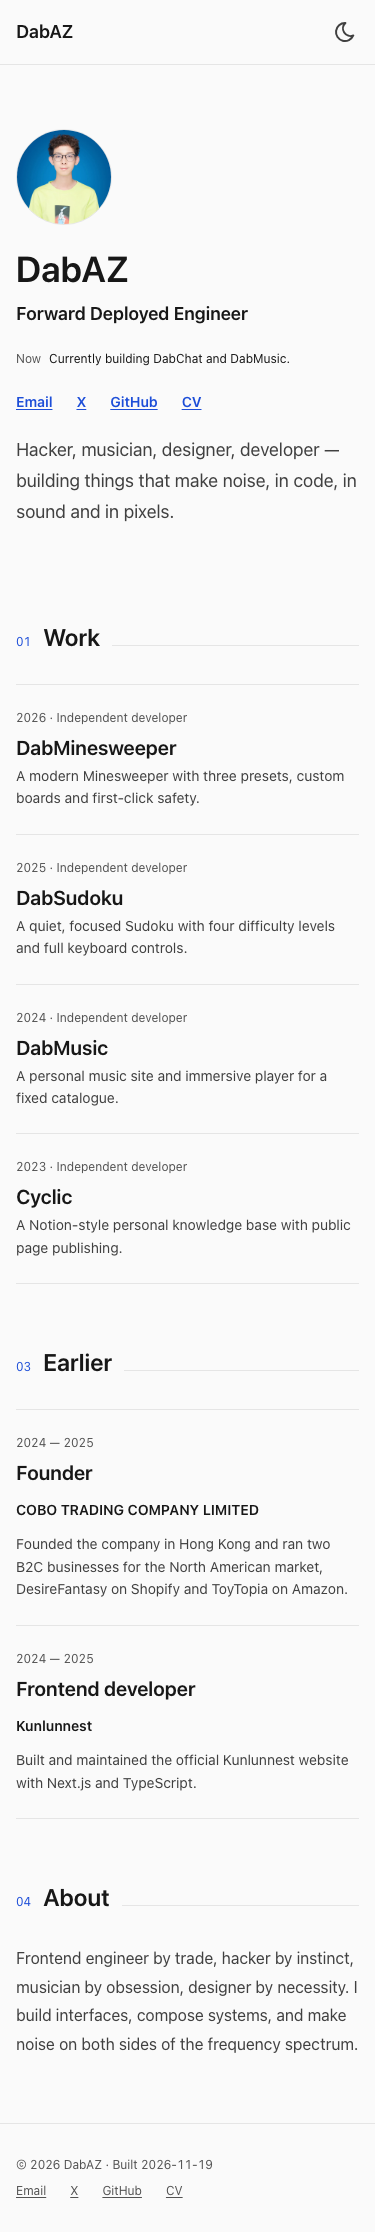 DabAZ
DabAZ
Forward Deployed Engineer
Now Currently building DabChat and DabMusic.
Email X GitHub CV
Hacker, musician, designer, developer —
building things that make noise, in code, in
sound and in pixels.
01 Work
2026 · Independent developer
DabMinesweeper
A modern Minesweeper with three presets, custom
boards and first-click safety.
2025 · Independent developer
DabSudoku
A quiet, focused Sudoku with four difficulty levels
and full keyboard controls.
2024 · Independent developer
DabMusic
A personal music site and immersive player for a
fixed catalogue.
2023 · Independent developer
Cyclic
A Notion-style personal knowledge base with public
page publishing.
03 Earlier
2024 — 2025
Founder
COBO TRADING COMPANY LIMITED
Founded the company in Hong Kong and ran two
B2C businesses for the North American market,
DesireFantasy on Shopify and ToyTopia on Amazon.
2024 — 2025
Frontend developer
Kunlunnest
Built and maintained the official Kunlunnest website
with Next.js and TypeScript.
04 About
Frontend engineer by trade, hacker by instinct,
musician by obsession, designer by necessity. I
build interfaces, compose systems, and make
noise on both sides of the frequency spectrum.
© 2026 DabAZ · Built 2026-11-19
Email X GitHub CV